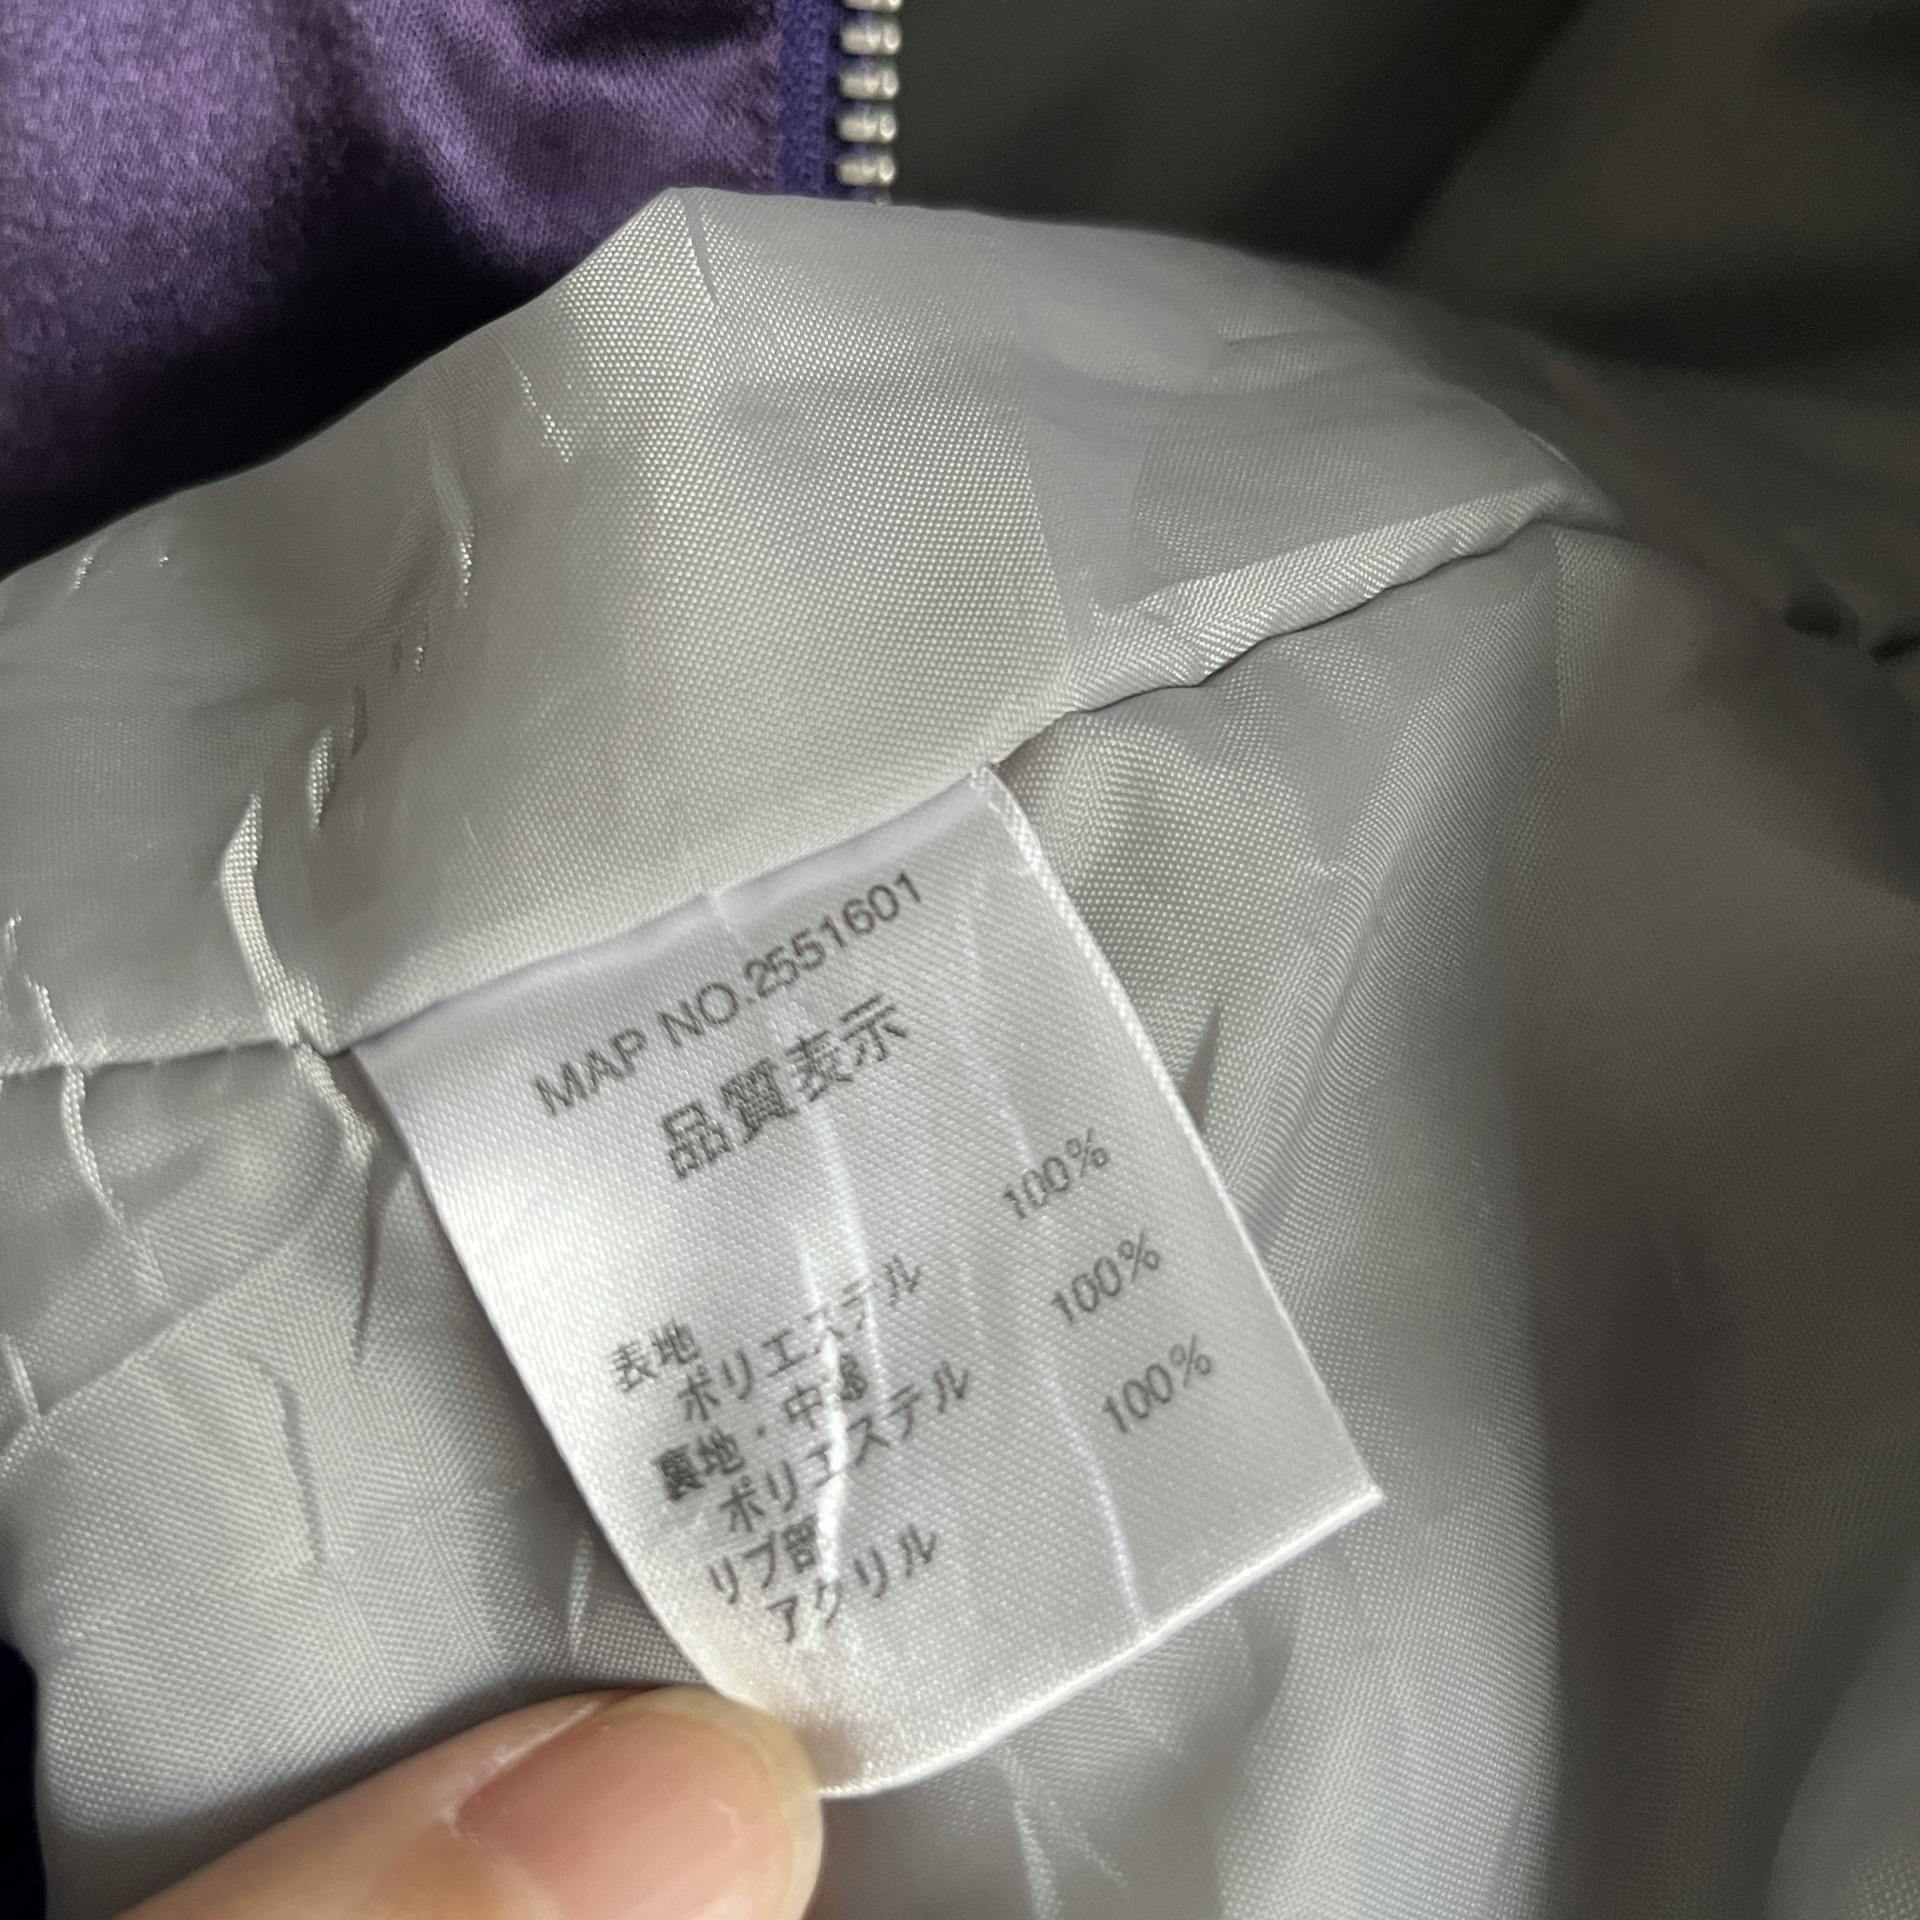 MAP NO.2551601
品質表示
表地
ポリエステル 100%
裏地・中綿
ポリエステル 100%
リブ部
アクリル 100%